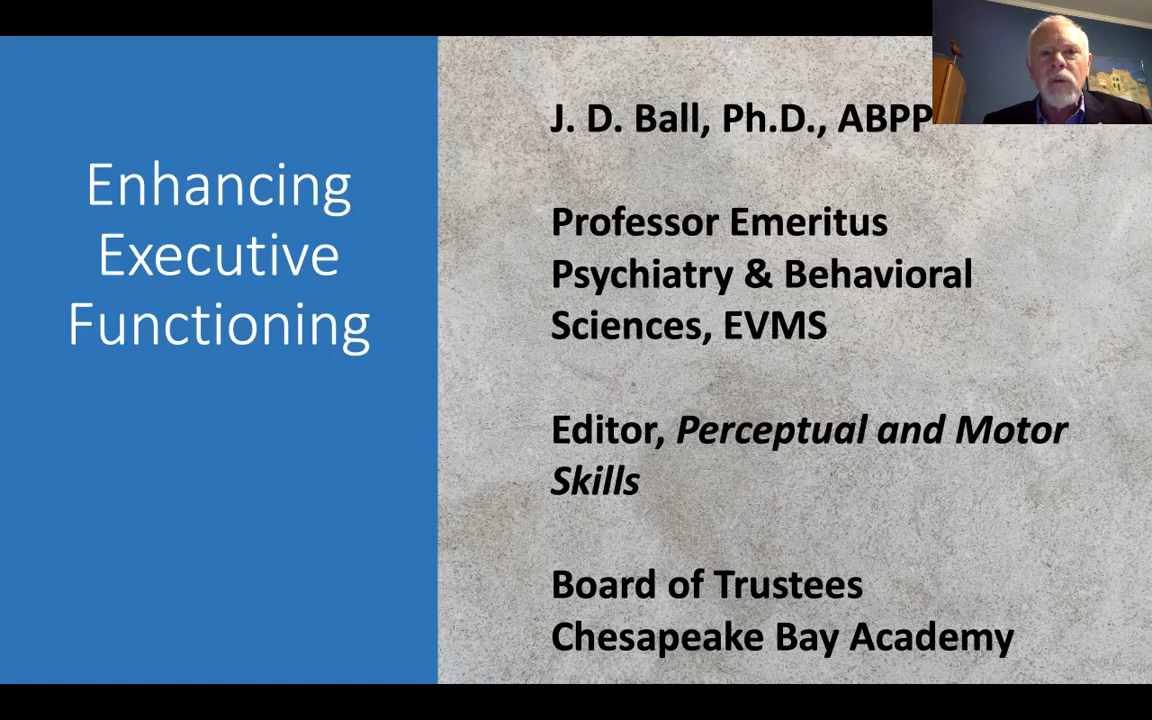 Enhancing
Executive
Functioning
J. D. Ball, Ph.D., ABPP
Professor Emeritus
Psychiatry & Behavioral
Sciences, EVMS
Editor, Perceptual and Motor
Skills
Board of Trustees
Chesapeake Bay Academy